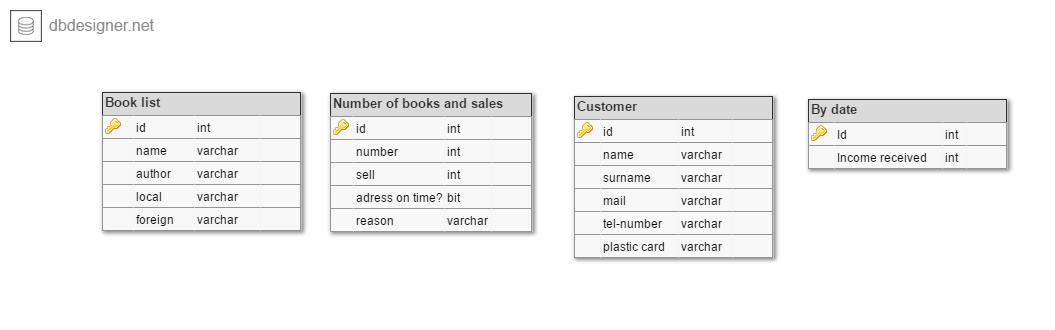 dbdesigner.net
Book list
id int
name varchar
author varchar
local varchar
foreign varchar
Number of books and sales
id int
number int
sell int
adress on time? bit
reason varchar
Customer
id int
name varchar
surname varchar
mail varchar
tel-number varchar
plastic card varchar
By date
Id int
Income received int